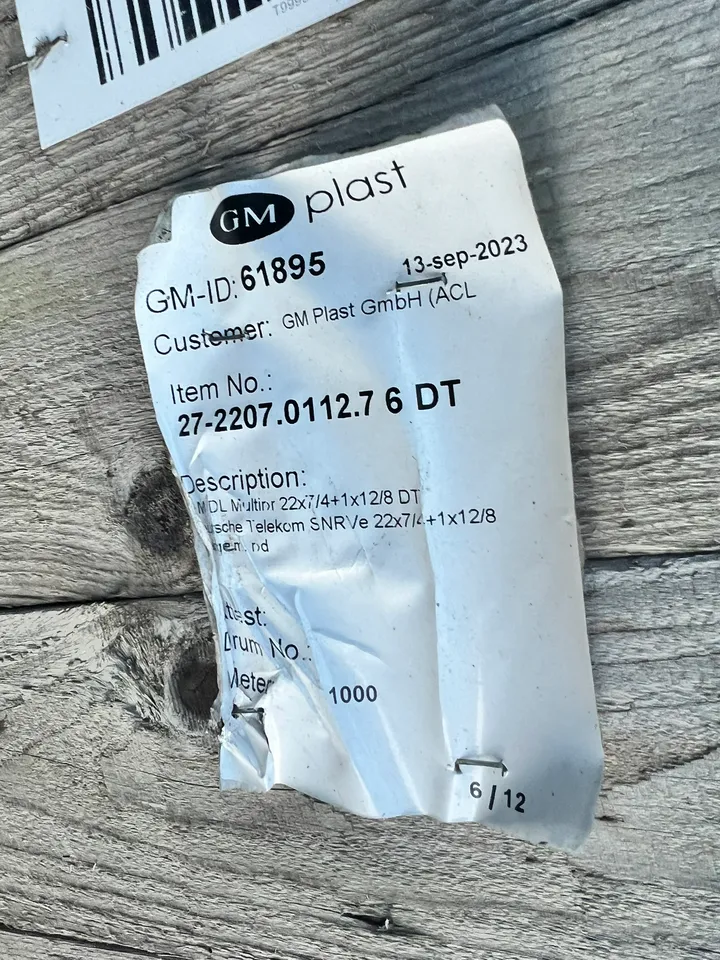 GM plast
GM-ID: 61895 13-sep-2023
Customer: GM Plast GmbH (ACL
Item No.:
27-2207.0112.7 6 DT
Description:
22x7/4+1x12/8 DT
Telekom SNRVe 22x7/4+1x12/8
Drum No.:
Meter 1000
6 / 12